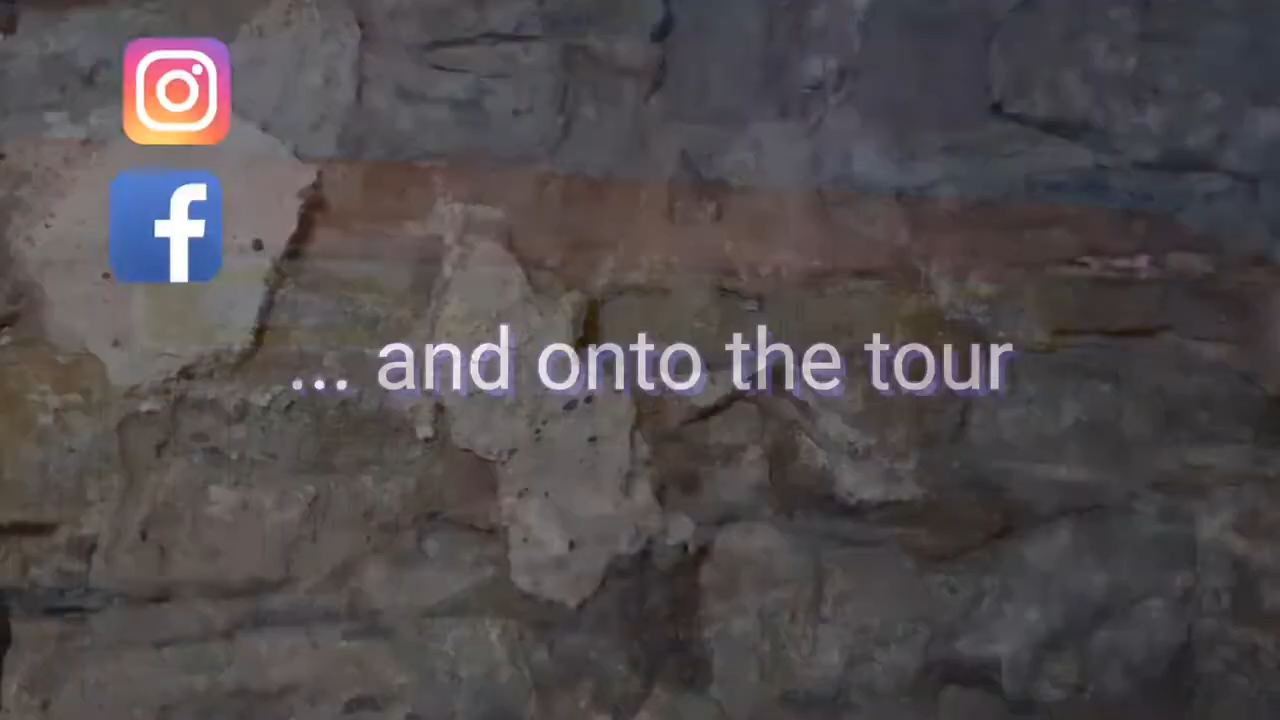 ... and onto the tour